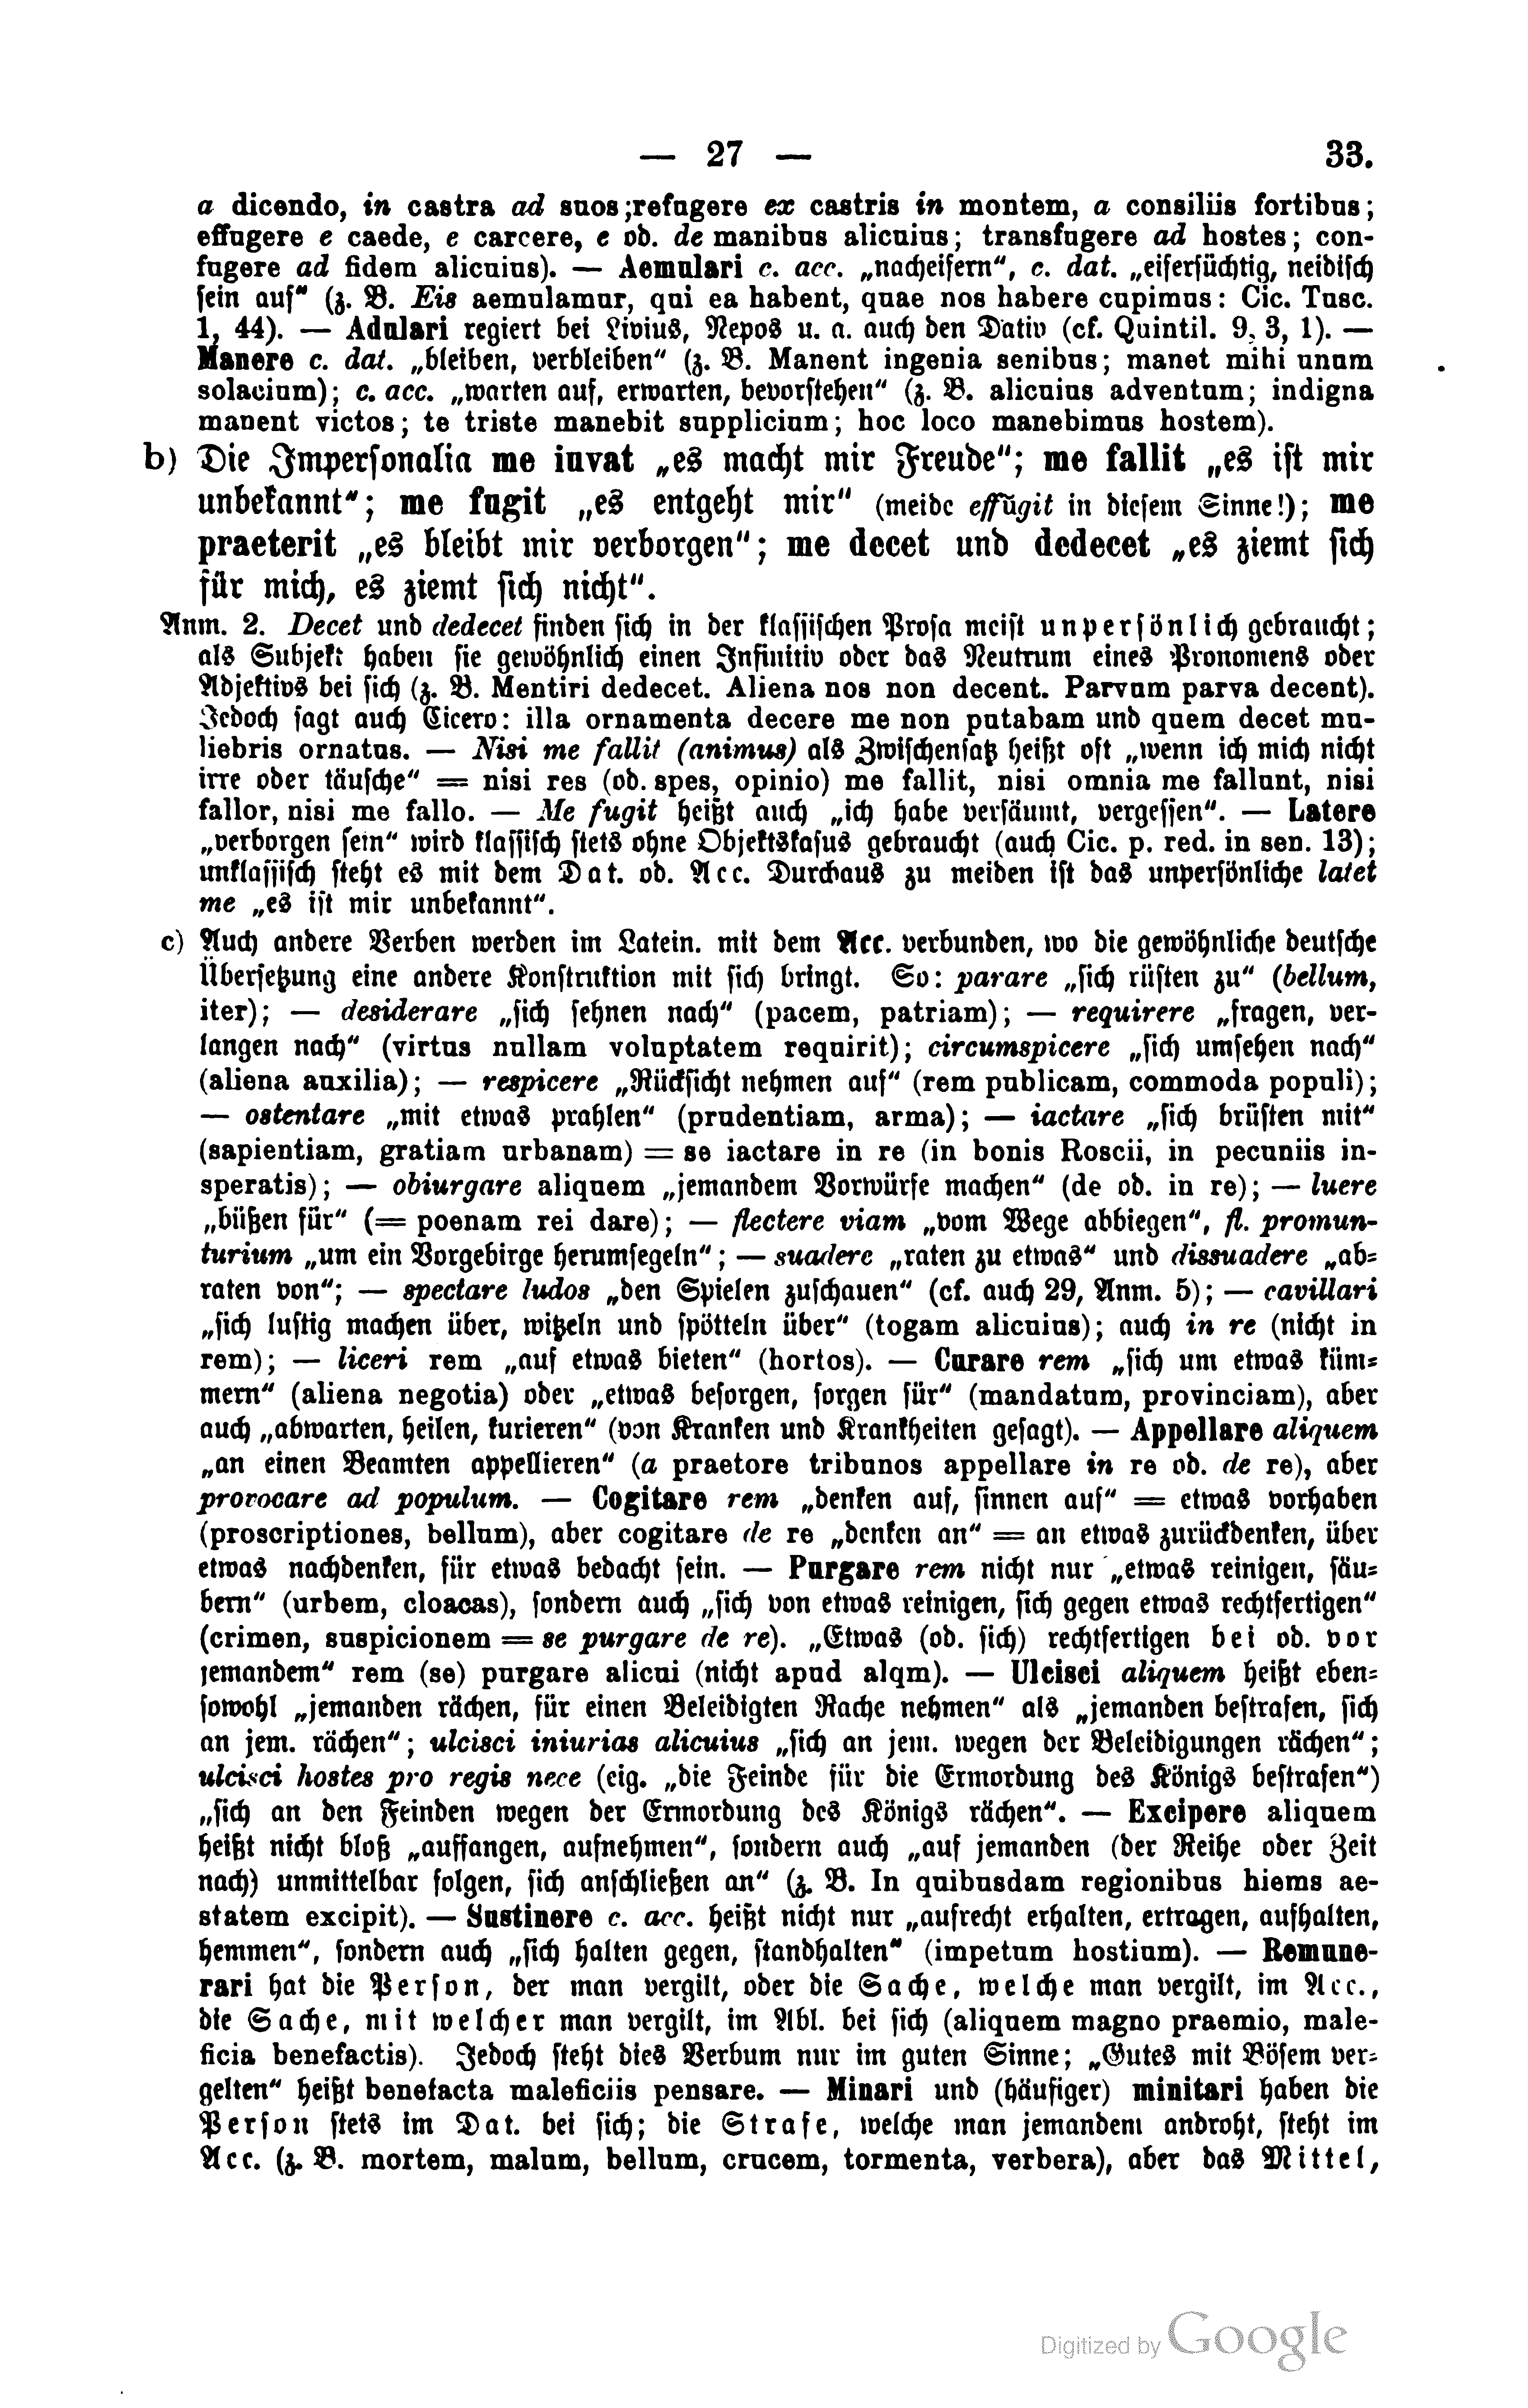 — 27 — 33.
a dicendo, in castra ad suos;refugere ex castris in montem, a consiliis fortibus;
effugere e caede, e carcere, e ob. de manibus alicuius; transfugere ad hostes; con-
fugere ad fidem alicuius). — Aemulari c. acc. „nacheifern“, c. dat. „eiferſüchtig, neidiſch
ſein auf“ (z. B. Eis aemulamur, qui ea habent, quae nos habere cupimus: Cic. Tusc.
1, 44). — Adulari regiert bei Livius, Nepos u. a. auch den Dativ (cf. Quintil. 9, 3, 1). —
Manere c. dat. „bleiben, verbleiben“ (z. B. Manent ingenia senibus; manet mihi unum
solacium); c. acc. „warten auf, erwarten, bevorſtehen“ (z. B. alicuius adventum; indigna
manent victos; te triste manebit supplicium; hoc loco manebimus hostem).
b) Die Imperſonalia me iuvat „es macht mir Freude“; me fallit „es iſt mir
unbekannt“; me fugit „es entgeht mir“ (meide effŭgit in dieſem Sinne!); me
praeterit „es bleibt mir verborgen“; me decet und dedecet „es ziemt ſich
für mich, es ziemt ſich nicht“.
Anm. 2. Decet und dedecet finden ſich in der klaſſiſchen Proſa meiſt unperſönlich gebraucht;
als Subjekt haben ſie gewöhnlich einen Infinitiv oder das Neutrum eines Pronomens oder
Adjektivs bei ſich (z. B. Mentiri dedecet. Aliena nos non decent. Parvum parva decent).
Jedoch ſagt auch Cicero: illa ornamenta decere me non putabam und quem decet mu-
liebris ornatus. — Nisi me fallit (animus) als Zwiſchenſatz heißt oft „wenn ich mich nicht
irre oder täuſche“ = nisi res (od. spes, opinio) me fallit, nisi omnia me fallunt, nisi
fallor, nisi me fallo. — Me fugit heißt auch „ich habe verſäumt, vergeſſen“. — Latere
„verborgen ſein“ wird klaſſiſch ſtets ohne Objektskaſus gebraucht (auch Cic. p. red. in sen. 13);
unklaſſiſch ſteht es mit dem Dat. od. Acc. Durchaus zu meiden iſt das unperſönliche latet
me „es iſt mir unbekannt“.
c) Auch andere Verben werden im Latein. mit dem Acc. verbunden, wo die gewöhnliche deutſche
Überſetzung eine andere Konſtruktion mit ſich bringt. So: parare „ſich rüſten zu“ (bellum,
iter); — desiderare „ſich ſehnen nach“ (pacem, patriam); — requirere „fragen, ver-
langen nach“ (virtus nullam voluptatem requirit); circumspicere „ſich umſehen nach“
(aliena auxilia); — respicere „Rückſicht nehmen auf“ (rem publicam, commoda populi);
— ostentare „mit etwas prahlen“ (prudentiam, arma); — iactare „ſich brüſten mit“
(sapientiam, gratiam urbanam) = se iactare in re (in bonis Roscii, in pecuniis in-
speratis); — obiurgare aliquem „jemandem Vorwürfe machen“ (de od. in re); — luere
„büßen für“ (= poenam rei dare); — flectere viam „vom Wege abbiegen“, fl. promun-
turium „um ein Vorgebirge herumſegeln“; — suadere „raten zu etwas“ und dissuadere „ab-
raten von“; — spectare ludos „den Spielen zuſchauen“ (cf. auch 29, Anm. 5); — cavillari
„ſich luſtig machen über, witzeln und ſpötteln über“ (togam alicuius); auch in re (nicht in
rem); — liceri rem „auf etwas bieten“ (hortos). — Curare rem „ſich um etwas küm-
mern“ (aliena negotia) oder „etwas beſorgen, ſorgen für“ (mandatum, provinciam), aber
auch „abwarten, heilen, kurieren“ (von Kranken und Krankheiten geſagt). — Appellare aliquem
„an einen Beamten appellieren“ (a praetore tribunos appellare in re od. de re), aber
provocare ad populum. — Cogitare rem „denken auf, ſinnen auf“ = etwas vorhaben
(proscriptiones, bellum), aber cogitare de re „denken an“ = an etwas zurückdenken, über
etwas nachdenken, für etwas bedacht ſein. — Purgare rem nicht nur „etwas reinigen, ſäu-
bern“ (urbem, cloacas), ſondern auch „ſich von etwas reinigen, ſich gegen etwas rechtfertigen“
(crimen, suspicionem = se purgare de re). „Etwas (od. ſich) rechtfertigen bei od. vor
jemandem“ rem (se) purgare alicui (nicht apud alqm). — Ulcisci aliquem heißt eben-
ſowohl „jemanden rächen, für einen Beleidigten Rache nehmen“ als „jemanden beſtrafen, ſich
an jem. rächen“; ulcisci iniurias alicuius „ſich an jem. wegen der Beleidigungen rächen“;
ulcisci hostes pro regis nece (eig. „die Feinde für die Ermordung des Königs beſtrafen“)
„ſich an den Feinden wegen der Ermordung des Königs rächen“. — Excipere aliquem
heißt nicht bloß „auffangen, aufnehmen“, ſondern auch „auf jemanden (der Reihe oder Zeit
nach) unmittelbar folgen, ſich anſchließen an“ (z. B. In quibusdam regionibus hiems ae-
statem excipit). — Sustinere c. acc. heißt nicht nur „aufrecht erhalten, ertragen, aufhalten,
hemmen“, ſondern auch „ſich halten gegen, ſtandhalten“ (impetum hostium). — Remune-
rari hat die Perſon, der man vergilt, oder die Sache, welche man vergilt, im Acc.,
die Sache, mit welcher man vergilt, im Abl. bei ſich (aliquem magno praemio, male-
ficia benefactis). Jedoch ſteht dies Verbum nur im guten Sinne; „Gutes mit Böſem ver-
gelten“ heißt benefacta maleficiis pensare. — Minari und (häufiger) minitari haben die
Perſon ſtets im Dat. bei ſich; die Strafe, welche man jemandem androht, ſteht im
Acc. (z. B. mortem, malum, bellum, crucem, tormenta, verbera), aber das Mittel,
Digitized by Google